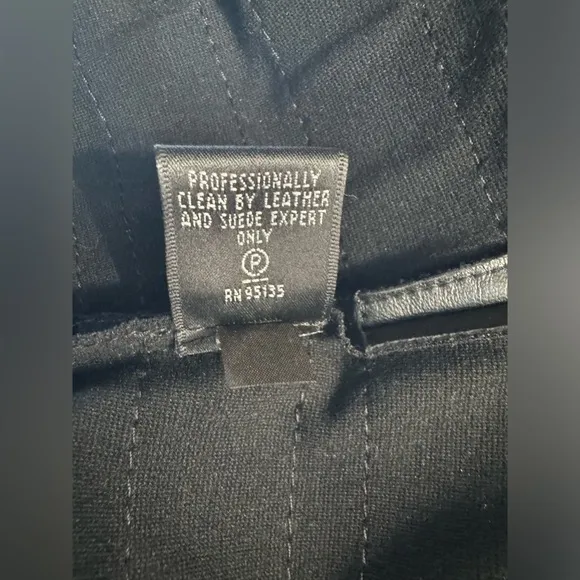 PROFESSIONALLY
CLEAN BY LEATHER
AND SUEDE EXPERT
ONLY
P
RN 95135